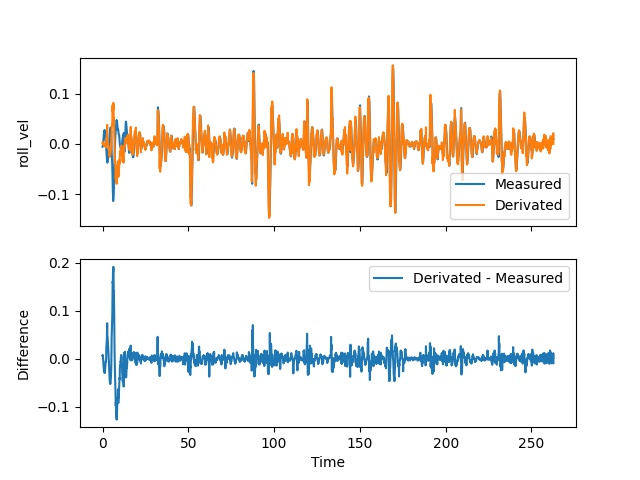 0.1
0.0
−0.1
roll_vel
Measured
Derivated
0.2
0.1
0.0
−0.1
Difference
Derivated - Measured
0 50 100 150 200 250
Time